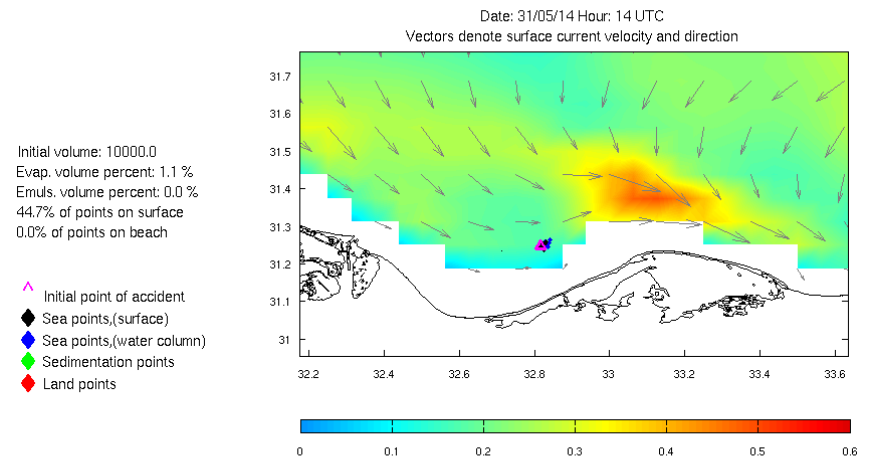 Date: 31/05/14 Hour: 14 UTC
Vectors denote surface current velocity and direction
Initial volume: 10000.0
Evap. volume percent: 1.1 %
Emuls. volume percent: 0.0 %
44.7% of points on surface
0.0% of points on beach
Initial point of accident
Sea points,(surface)
Sea points,(water column)
Sedimentation points
Land points
31.7
31.6
31.5
31.4
31.3
31.2
31.1
31
32.2 32.4 32.6 32.8 33 33.2 33.4 33.6
0 0.1 0.2 0.3 0.4 0.5 0.6